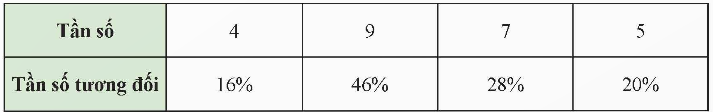 Tần số 4 9 7 5
Tần số tương đối 16% 46% 28% 20%